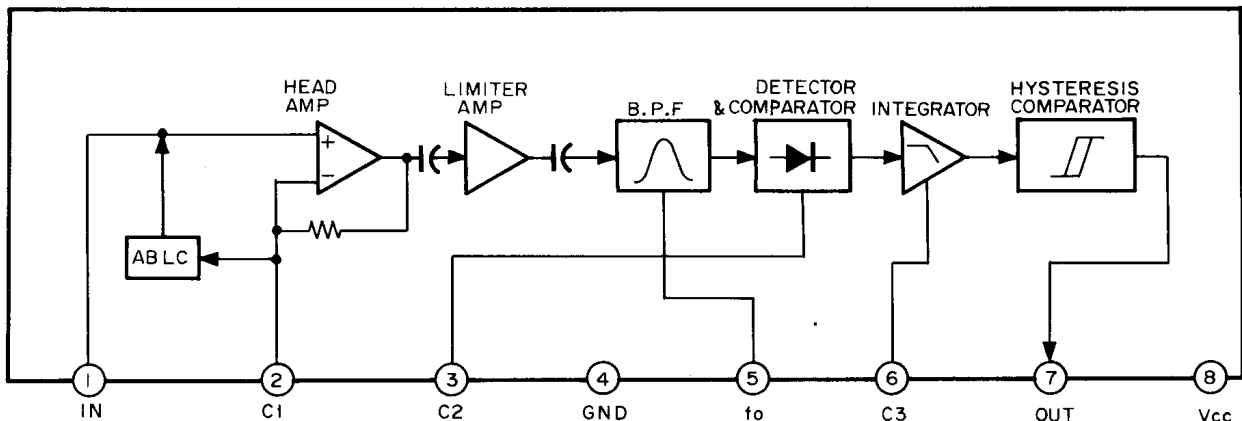 HEAD
AMP
LIMITER
AMP
B.P.F
DETECTOR
& COMPARATOR
INTEGRATOR
HYSTERESIS
COMPARATOR
+
−
ABLC
1
2
3
4
5
6
7
8
IN
C1
C2
GND
fo
C3
OUT
Vcc